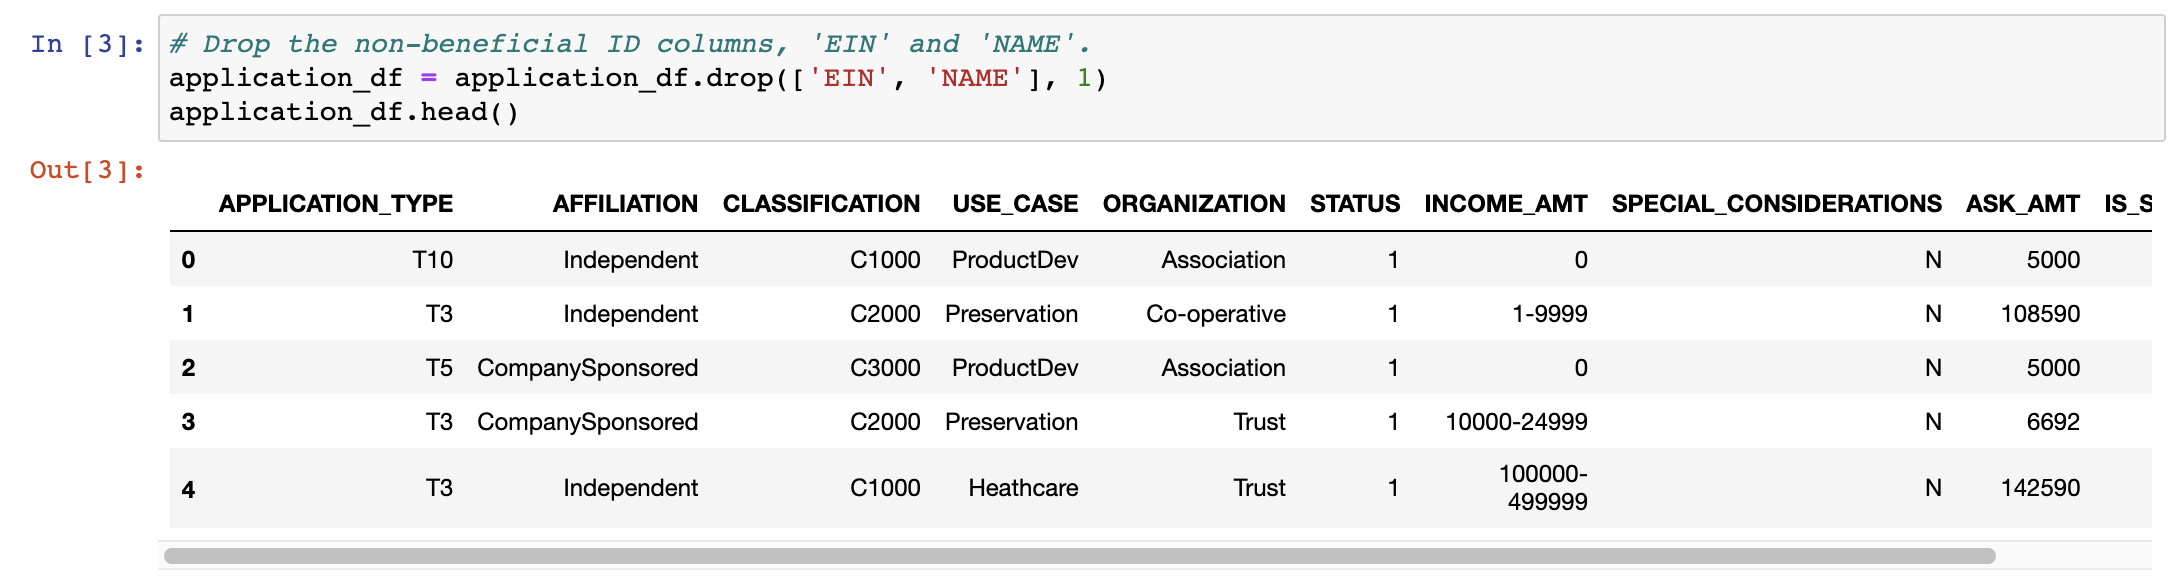 In [3]: # Drop the non-beneficial ID columns, 'EIN' and 'NAME'.
application_df = application_df.drop(['EIN', 'NAME'], 1)
application_df.head()
Out[3]:
APPLICATION_TYPE AFFILIATION CLASSIFICATION USE_CASE ORGANIZATION STATUS INCOME_AMT SPECIAL_CONSIDERATIONS ASK_AMT IS_S
0 T10 Independent C1000 ProductDev Association 1 0 N 5000
1 T3 Independent C2000 Preservation Co-operative 1 1-9999 N 108590
2 T5 CompanySponsored C3000 ProductDev Association 1 0 N 5000
3 T3 CompanySponsored C2000 Preservation Trust 1 10000-24999 N 6692
4 T3 Independent C1000 Heathcare Trust 1 100000-
499999 N 142590